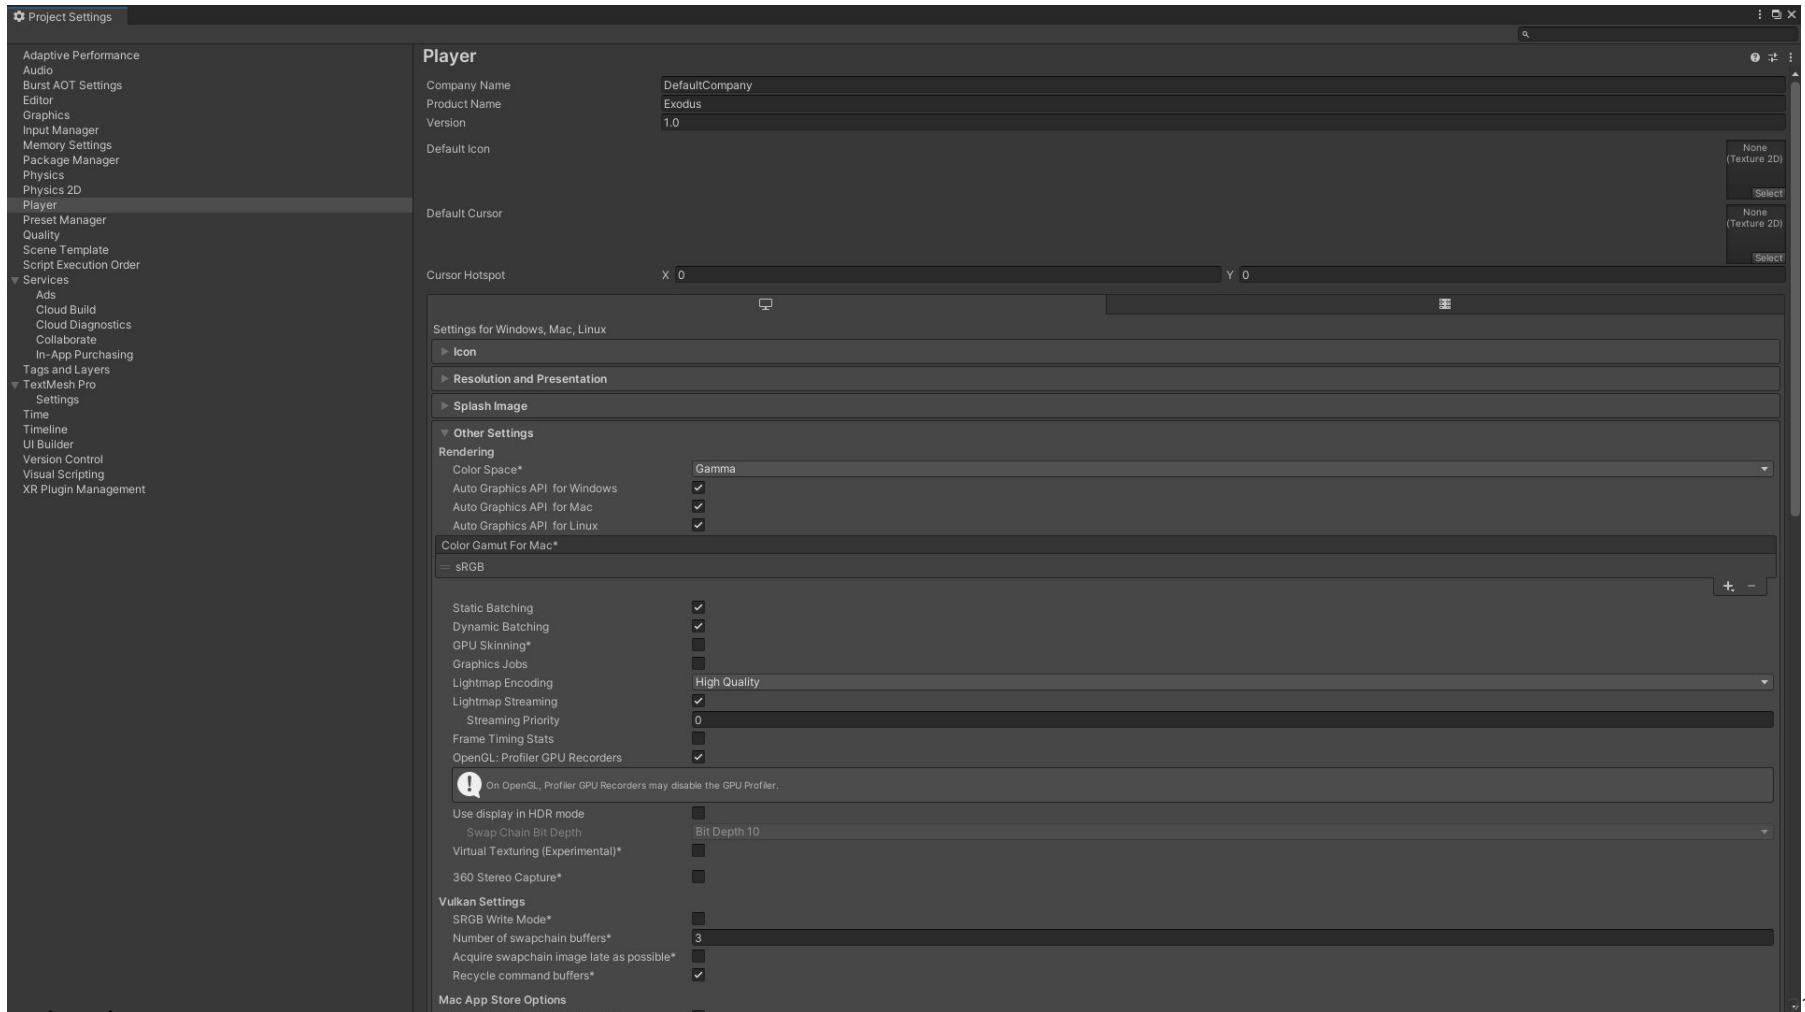 Project Settings
Adaptive Performance
Audio
Burst AOT Settings
Editor
Graphics
Input Manager
Memory Settings
Package Manager
Physics
Physics 2D
Player
Preset Manager
Quality
Scene Template
Script Execution Order
Services
Ads
Cloud Build
Cloud Diagnostics
Collaborate
In-App Purchasing
Tags and Layers
TextMesh Pro
Settings
Time
Timeline
UI Builder
Version Control
Visual Scripting
XR Plugin Management
Player
Company Name DefaultCompany
Product Name Exodus
Version 1.0
Default Icon
None
(Texture 2D)
Select
Default Cursor
None
(Texture 2D)
Select
Cursor Hotspot X 0 Y 0
Settings for Windows, Mac, Linux
Icon
Resolution and Presentation
Splash Image
Other Settings
Rendering
Color Space* Gamma
Auto Graphics API for Windows
Auto Graphics API for Mac
Auto Graphics API for Linux
Color Gamut For Mac*
sRGB
Static Batching
Dynamic Batching
GPU Skinning*
Graphics Jobs
Lightmap Encoding High Quality
Lightmap Streaming
Streaming Priority 0
Frame Timing Stats
OpenGL: Profiler GPU Recorders
On OpenGL, Profiler GPU Recorders may disable the GPU Profiler.
Use display in HDR mode
Swap Chain Bit Depth Bit Depth 10
Virtual Texturing (Experimental)*
360 Stereo Capture*
Vulkan Settings
SRGB Write Mode*
Number of swapchain buffers* 3
Acquire swapchain image late as possible*
Recycle command buffers*
Mac App Store Options